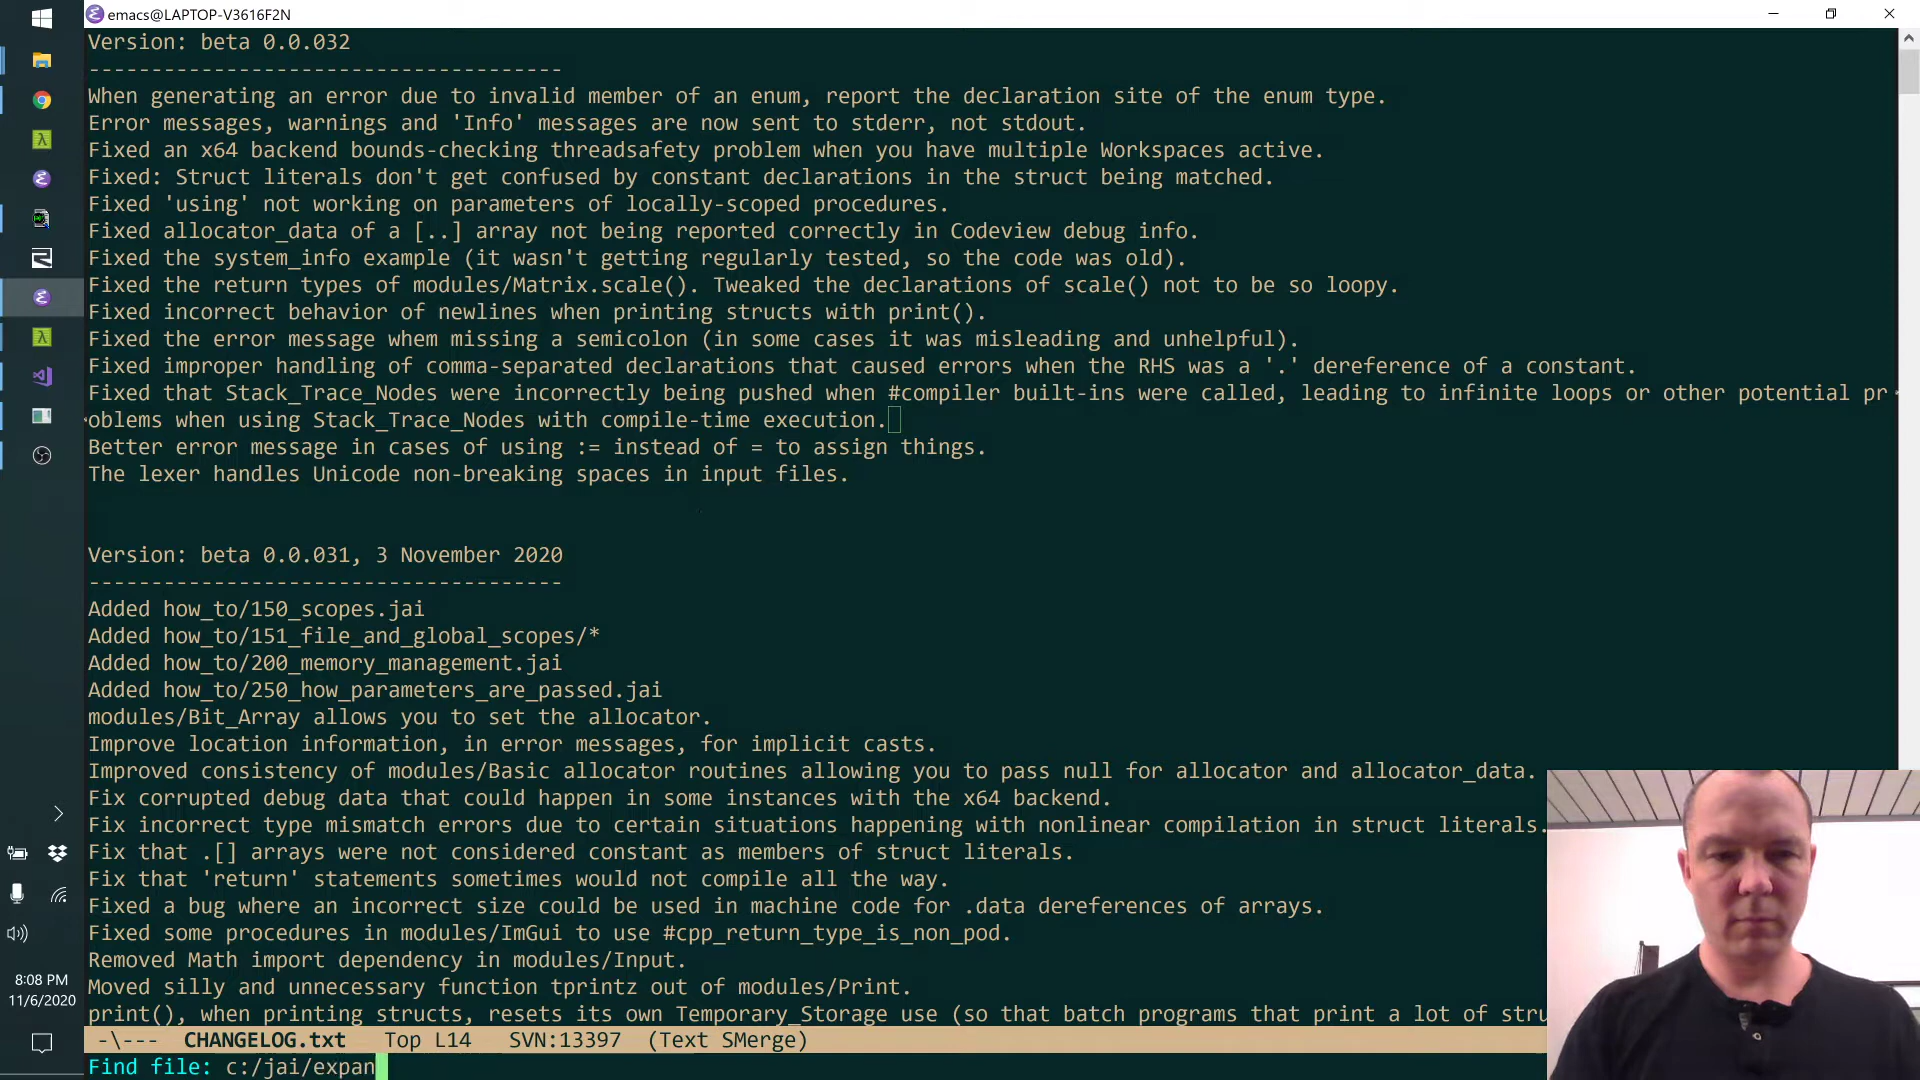 emacs@LAPTOP-V3616F2N
Version: beta 0.0.032
--------------------------------------
When generating an error due to invalid member of an enum, report the declaration site of the enum type.
Error messages, warnings and 'Info' messages are now sent to stderr, not stdout.
Fixed an x64 backend bounds-checking threadsafety problem when you have multiple Workspaces active.
Fixed: Struct literals don't get confused by constant declarations in the struct being matched.
Fixed 'using' not working on parameters of locally-scoped procedures.
Fixed allocator_data of a [..] array not being reported correctly in Codeview debug info.
Fixed the system_info example (it wasn't getting regularly tested, so the code was old).
Fixed the return types of modules/Matrix.scale(). Tweaked the declarations of scale() not to be so loopy.
Fixed incorrect behavior of newlines when printing structs with print().
Fixed the error message whem missing a semicolon (in some cases it was misleading and unhelpful).
Fixed improper handling of comma-separated declarations that caused errors when the RHS was a '.' dereference of a constant.
Fixed that Stack_Trace_Nodes were incorrectly being pushed when #compiler built-ins were called, leading to infinite loops or other potential pr
oblems when using Stack_Trace_Nodes with compile-time execution.
Better error message in cases of using := instead of = to assign things.
The lexer handles Unicode non-breaking spaces in input files.
Version: beta 0.0.031, 3 November 2020
--------------------------------------
Added how_to/150_scopes.jai
Added how_to/151_file_and_global_scopes/*
Added how_to/200_memory_management.jai
Added how_to/250_how_parameters_are_passed.jai
modules/Bit_Array allows you to set the allocator.
Improve location information, in error messages, for implicit casts.
Improved consistency of modules/Basic allocator routines allowing you to pass null for allocator and allocator_data.
Fix corrupted debug data that could happen in some instances with the x64 backend.
Fix incorrect type mismatch errors due to certain situations happening with nonlinear compilation in struct literals.
Fix that .[] arrays were not considered constant as members of struct literals.
Fix that 'return' statements sometimes would not compile all the way.
Fixed a bug where an incorrect size could be used in machine code for .data dereferences of arrays.
Fixed some procedures in modules/ImGui to use #cpp_return_type_is_non_pod.
Removed Math import dependency in modules/Input.
Moved silly and unnecessary function tprintz out of modules/Print.
print(), when printing structs, resets its own Temporary_Storage use (so that batch programs that print a lot of stru
-\--- CHANGELOG.txt Top L14 SVN:13397 (Text SMerge)
Find file: c:/jai/expan
8:08 PM
11/6/2020